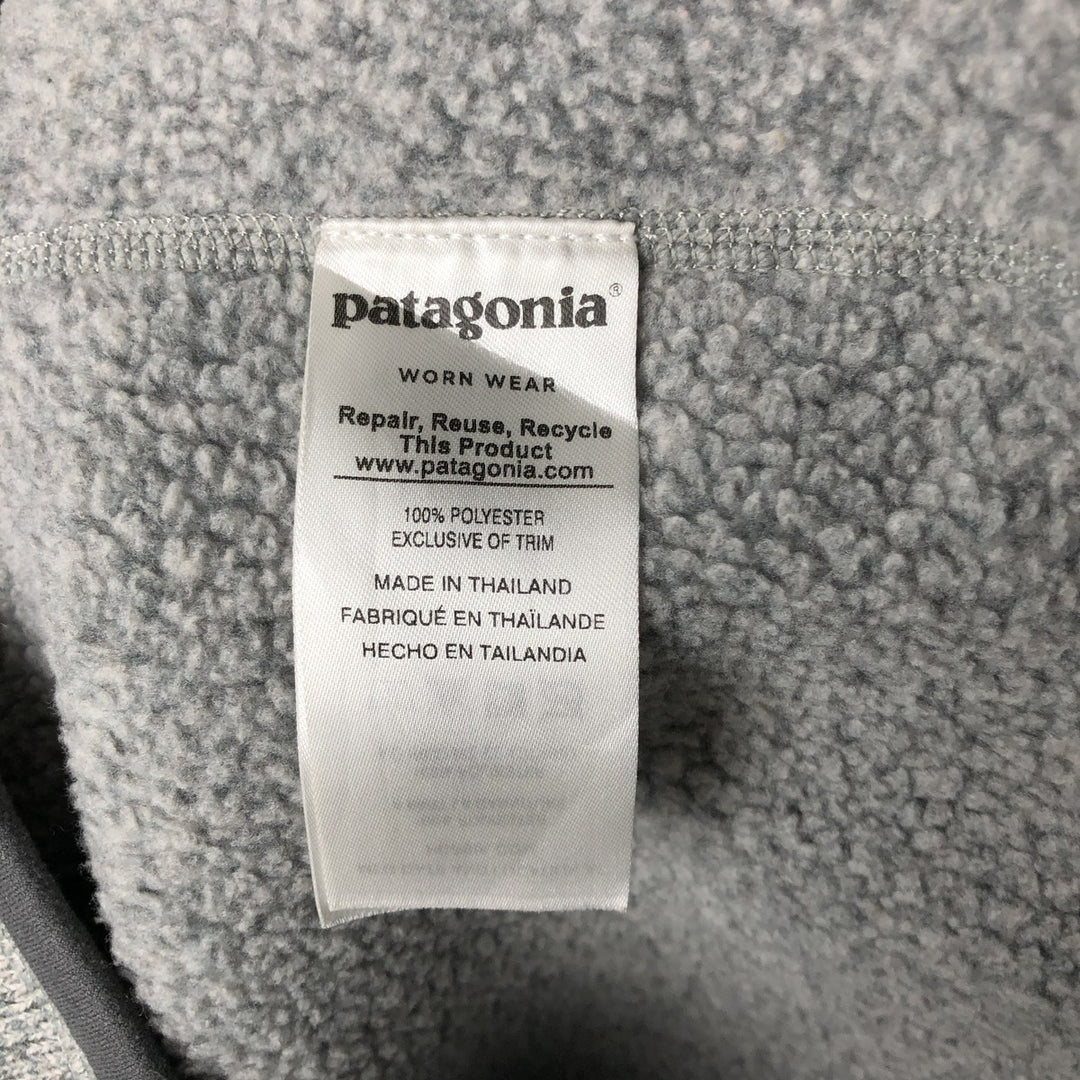 patagonia®
WORN WEAR
Repair, Reuse, Recycle
This Product
www.patagonia.com
100% POLYESTER
EXCLUSIVE OF TRIM
MADE IN THAILAND
FABRIQUÉ EN THAÏLANDE
HECHO EN TAILANDIA